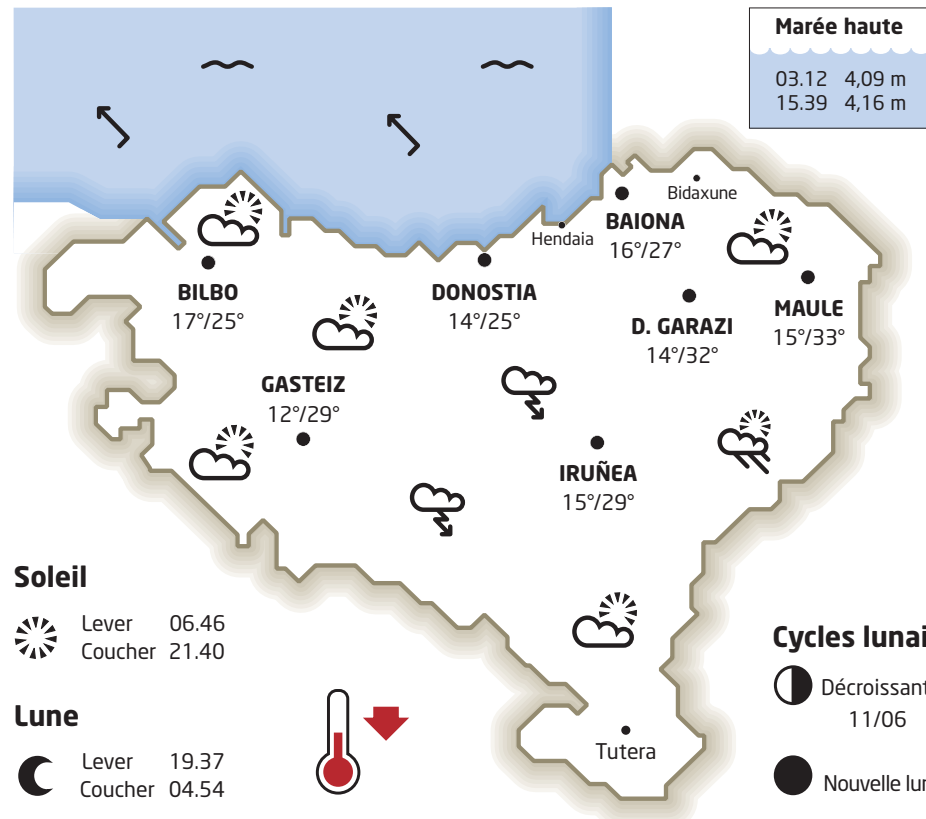 Marée haute
03.12 4,09 m
15.39 4,16 m
Bidaxune
BAIONA
16°/27°
Hendaia
BILBO
17°/25°
DONOSTIA
14°/25°
D. GARAZI
14°/32°
MAULE
15°/33°
GASTEIZ
12°/29°
IRUÑEA
15°/29°
Soleil
Lever 06.46
Coucher 21.40
Lune
Lever 19.37
Coucher 04.54
Tutera
Cycles lunai
Décroissant
11/06
Nouvelle lun